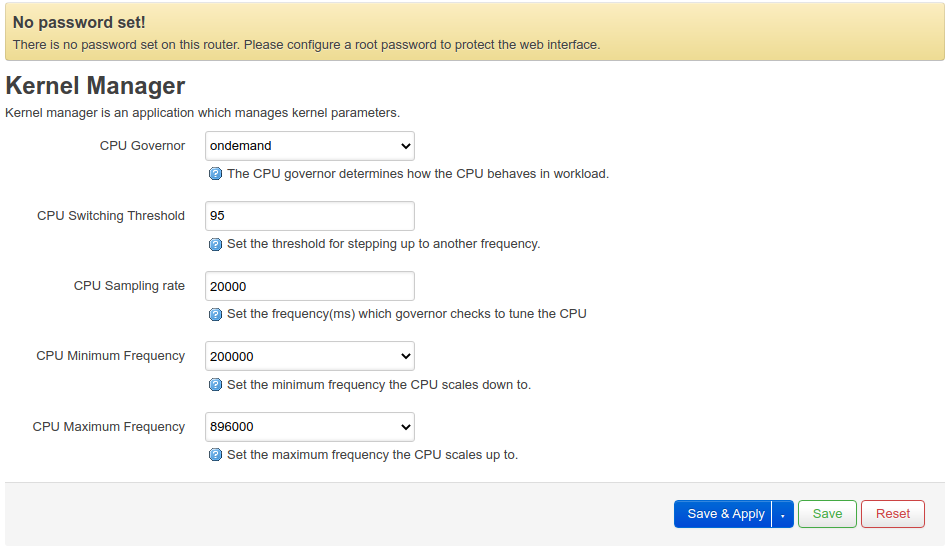 No password set!
There is no password set on this router. Please configure a root password to protect the web interface.
Kernel Manager
Kernel manager is an application which manages kernel parameters.
CPU Governor
ondemand
The CPU governor determines how the CPU behaves in workload.
CPU Switching Threshold
95
Set the threshold for stepping up to another frequency.
CPU Sampling rate
20000
Set the frequency(ms) which governor checks to tune the CPU
CPU Minimum Frequency
200000
Set the minimum frequency the CPU scales down to.
CPU Maximum Frequency
896000
Set the maximum frequency the CPU scales up to.
Save & Apply
Save
Reset